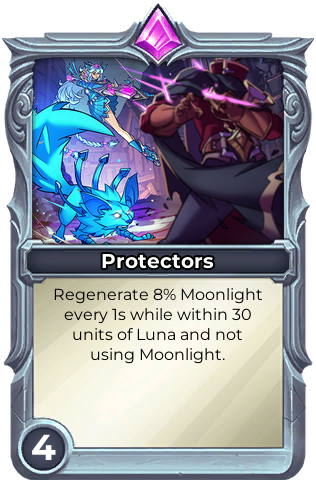 Protectors
Regenerate 8% Moonlight
every 1s while within 30
units of Luna and not
using Moonlight.
4